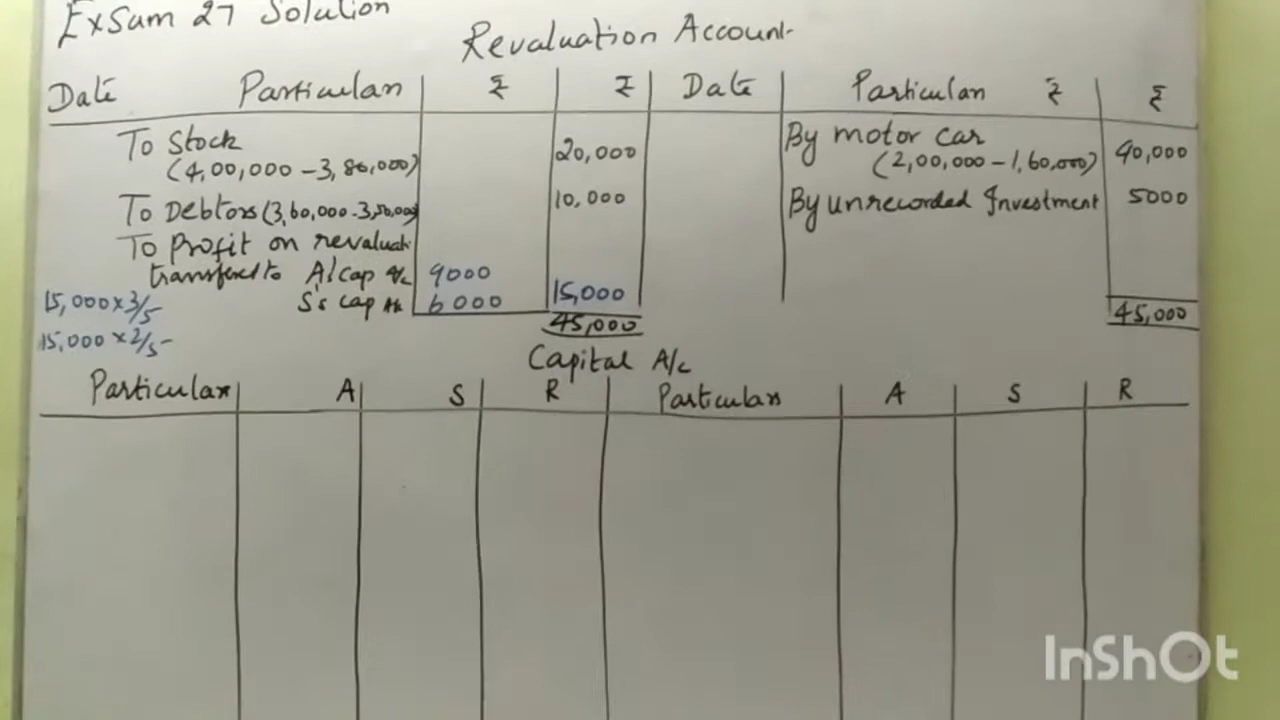 ExSum 27 Solution
Revaluation Account
Date Particulars ₹ ₹ Date Particulars ₹ ₹
To Stock 20,000 By motor car 40,000
(4,00,000 - 3,80,000) (2,00,000 - 1,60,000)
To Debtors (3,60,000 - 3,50,000) 10,000 By unrecorded Investment 5000
To Profit on revaluati
transfered to A's cap a/c 9000
15,000 x 3/5 S's cap a/c 6000 15,000
45,000 45,000
15,000 x 2/5
Capital A/c
Particulars A S R Particulars A S R
InShOt